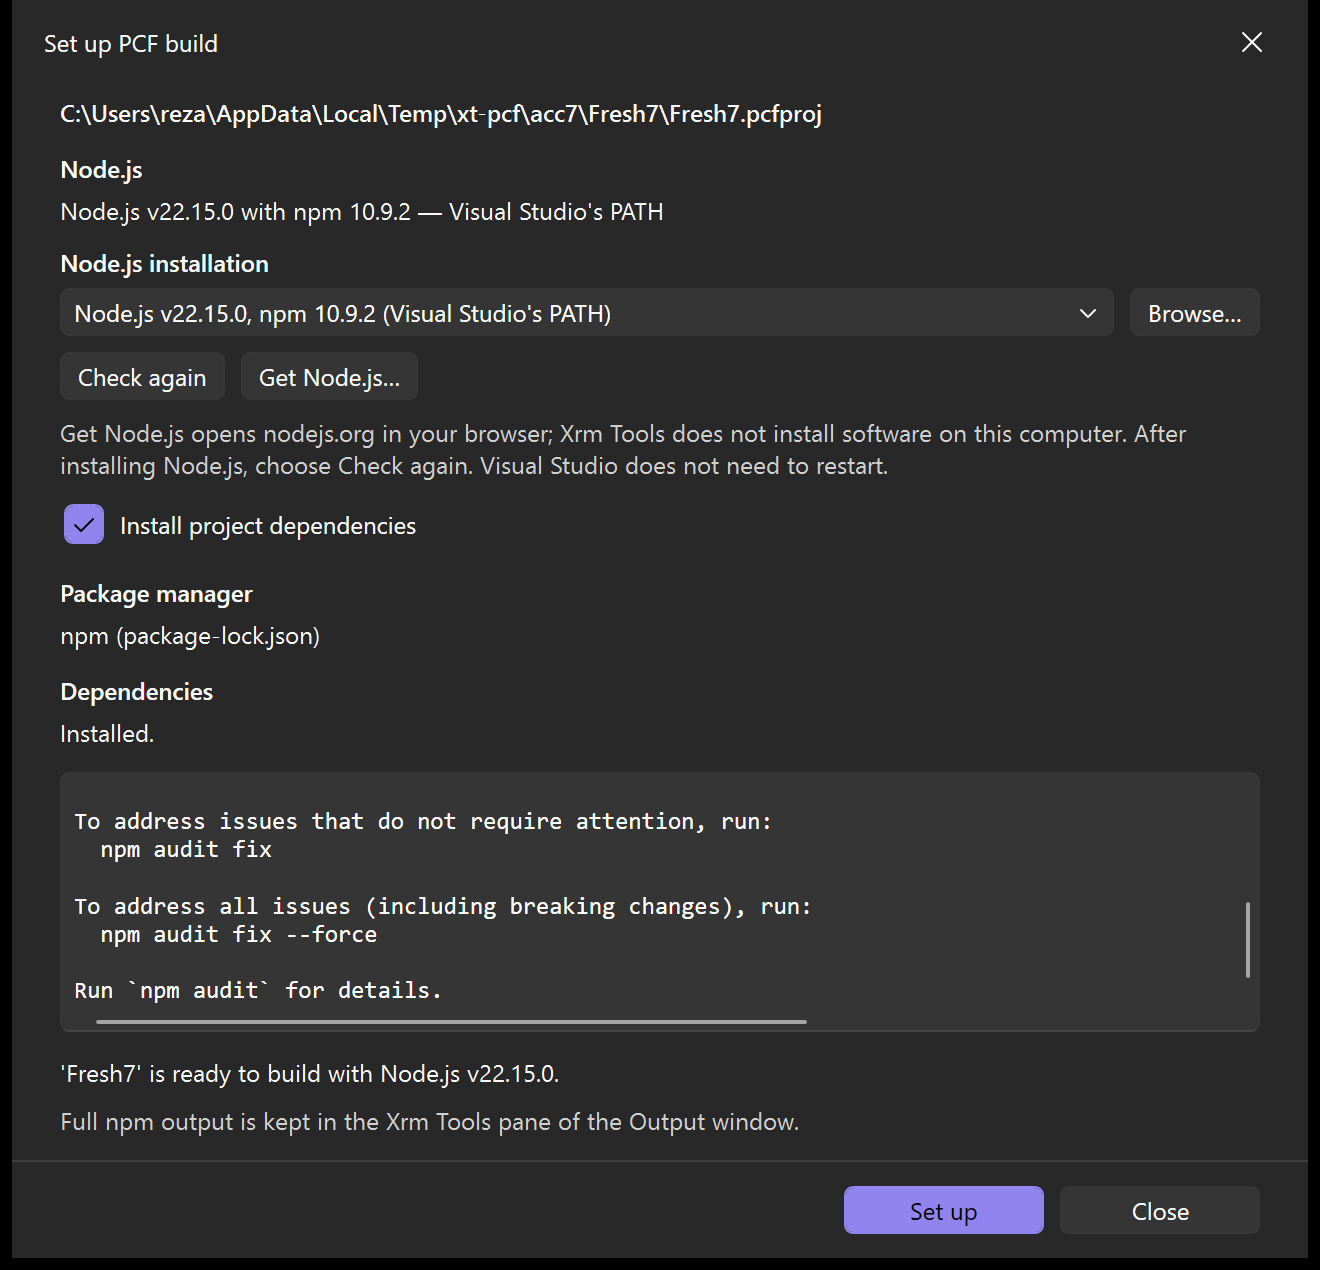 Set up PCF build
C:\Users\reza\AppData\Local\Temp\xt-pcf\acc7\Fresh7\Fresh7.pcfproj
Node.js
Node.js v22.15.0 with npm 10.9.2 — Visual Studio's PATH
Node.js installation
Node.js v22.15.0, npm 10.9.2 (Visual Studio's PATH)
Browse...
Check again
Get Node.js...
Get Node.js opens nodejs.org in your browser; Xrm Tools does not install software on this computer. After
installing Node.js, choose Check again. Visual Studio does not need to restart.
Install project dependencies
Package manager
npm (package-lock.json)
Dependencies
Installed.
To address issues that do not require attention, run:
  npm audit fix
To address all issues (including breaking changes), run:
  npm audit fix --force
Run `npm audit` for details.
'Fresh7' is ready to build with Node.js v22.15.0.
Full npm output is kept in the Xrm Tools pane of the Output window.
Set up
Close